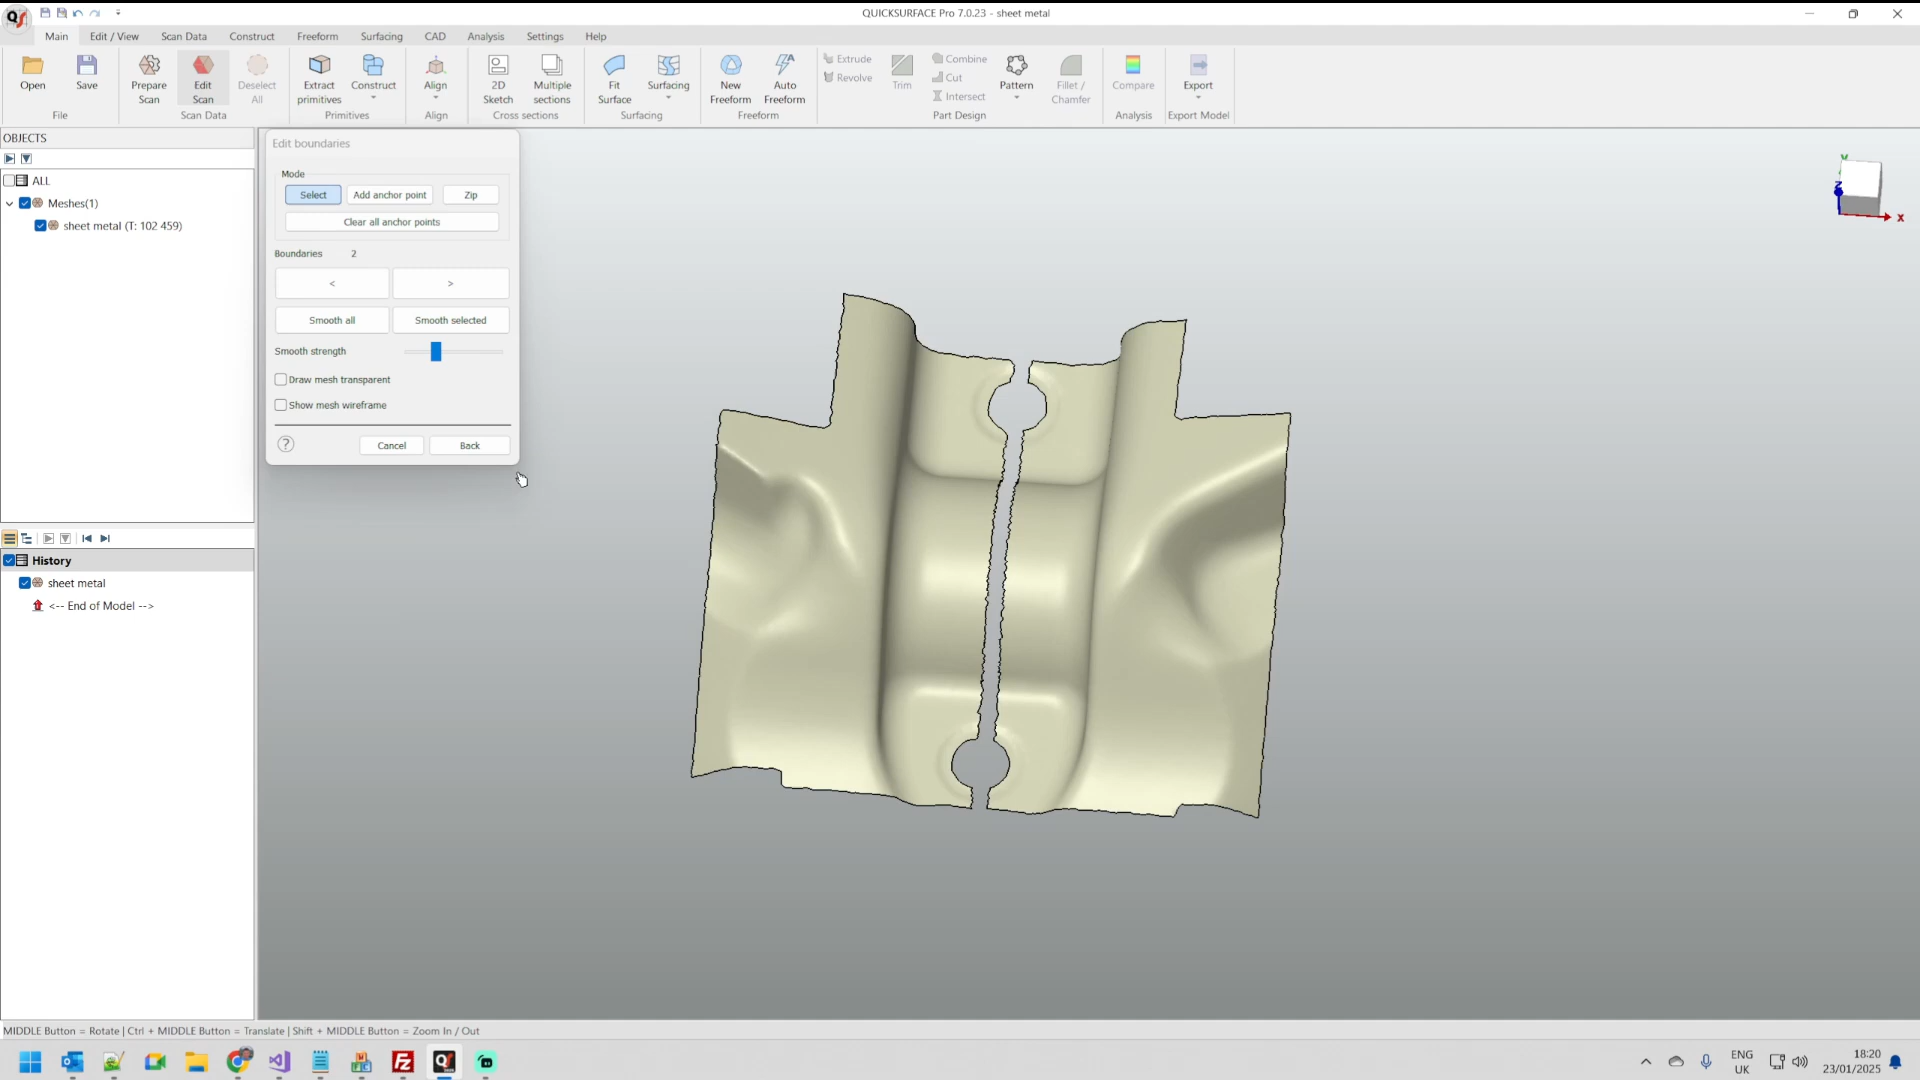 QUICKSURFACE Pro 7.0.23 - sheet metal
Main Edit / View Scan Data Construct Freeform Surfacing CAD Analysis Settings Help
Open
Save
File
Prepare Scan
Edit Scan
Deselect All
Scan Data
Extract primitives
Construct
Primitives
Align
Align
2D Sketch
Multiple sections
Cross sections
Fit Surface
Surfacing
Surfacing
New Freeform
Auto Freeform
Freeform
Extrude
Revolve
Trim
Combine
Cut
Intersect
Pattern
Fillet / Chamfer
Part Design
Compare
Analysis
Export
Export Model
OBJECTS
ALL
Meshes(1)
sheet metal (T: 102 459)
History
sheet metal
<-- End of Model -->
Edit boundaries
Mode
Select Add anchor point Zip
Clear all anchor points
Boundaries 2
< >
Smooth all Smooth selected
Smooth strength
Draw mesh transparent
Show mesh wireframe
? Cancel Back
Y
Z
X
MIDDLE Button = Rotate | Ctrl + MIDDLE Button = Translate | Shift + MIDDLE Button = Zoom In / Out
ENG
UK
18:20
23/01/2025